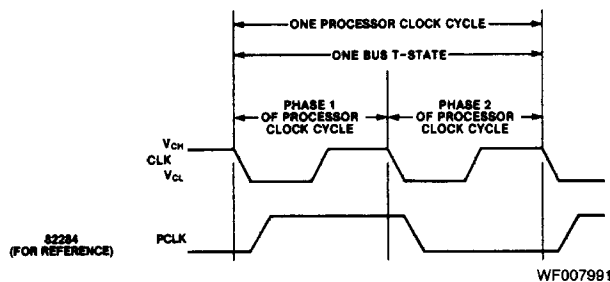 ONE PROCESSOR CLOCK CYCLE
ONE BUS T-STATE
PHASE 1
OF PROCESSOR
CLOCK CYCLE
PHASE 2
OF PROCESSOR
CLOCK CYCLE
VCH
CLK
VCL
82284
(FOR REFERENCE)
PCLK
WF007991